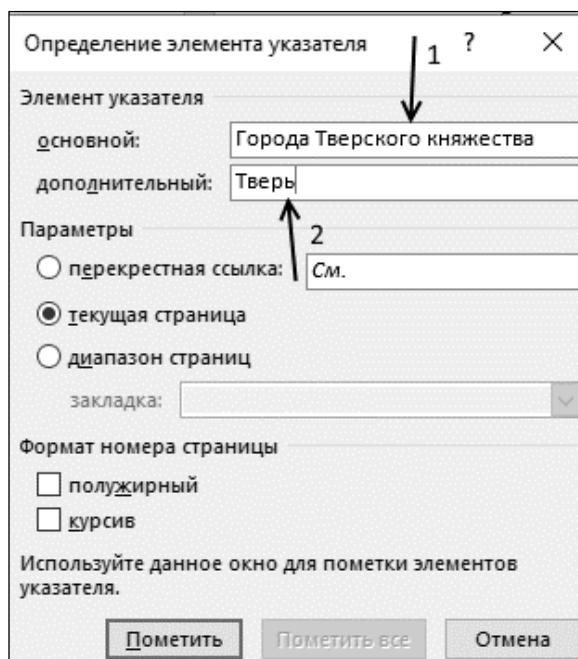 Определение элемента указателя ? ×
1
Элемент указателя
основной: Города Тверского княжества
дополнительный: Тверь
Параметры
2
перекрестная ссылка: См.
текущая страница
диапазон страниц
закладка:
Формат номера страницы
полужирный
курсив
Используйте данное окно для пометки элементов
указателя.
Пометить Пометить все Отмена